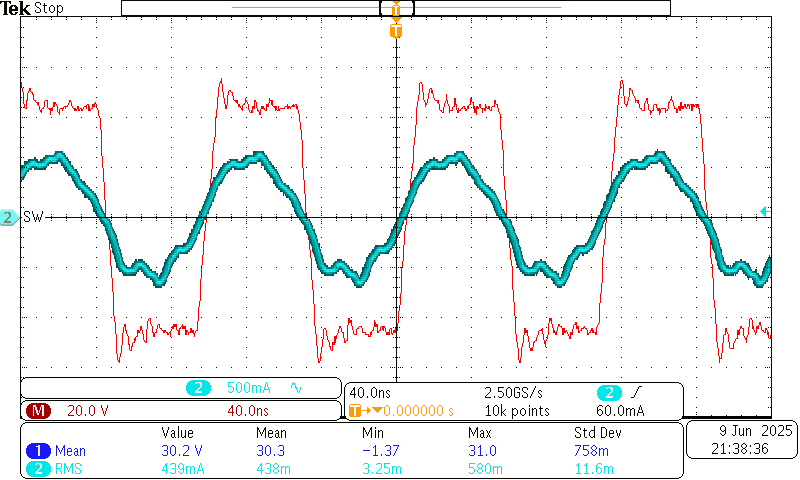 Tek Stop
T
T
2 SW
2 500mA
M 20.0 V 40.0ns
40.0ns 2.50GS/s 2
T→▼0.000000 s 10k points 60.0mA
Value Mean Min Max Std Dev
1 Mean 30.2 V 30.3 −1.37 31.0 758m
2 RMS 439mA 438m 3.25m 580m 11.6m
9 Jun 2025
21:38:36